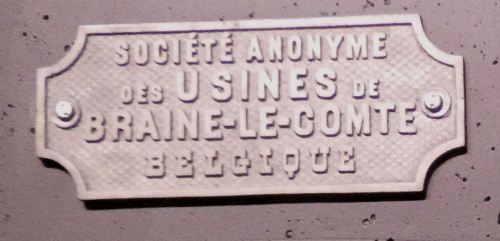 SOCIÉTÉ ANONYME
DES USINES DE
BRAINE-LE-COMTE
BELGIQUE